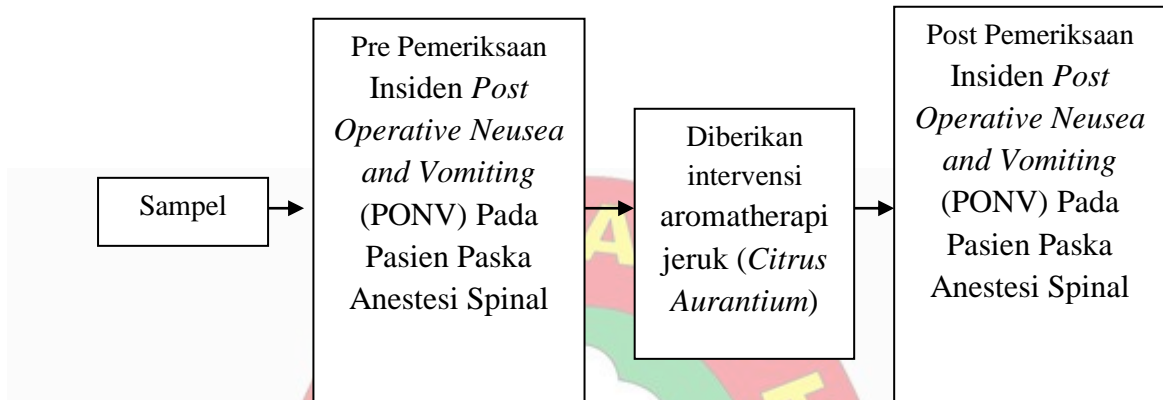 Sampel
Pre Pemeriksaan
Insiden Post
Operative Neusea
and Vomiting
(PONV) Pada
Pasien Paska
Anestesi Spinal
Diberikan
intervensi
aromatherapi
jeruk (Citrus
Aurantium)
Post Pemeriksaan
Insiden Post
Operative Neusea
and Vomiting
(PONV) Pada
Pasien Paska
Anestesi Spinal
A
T